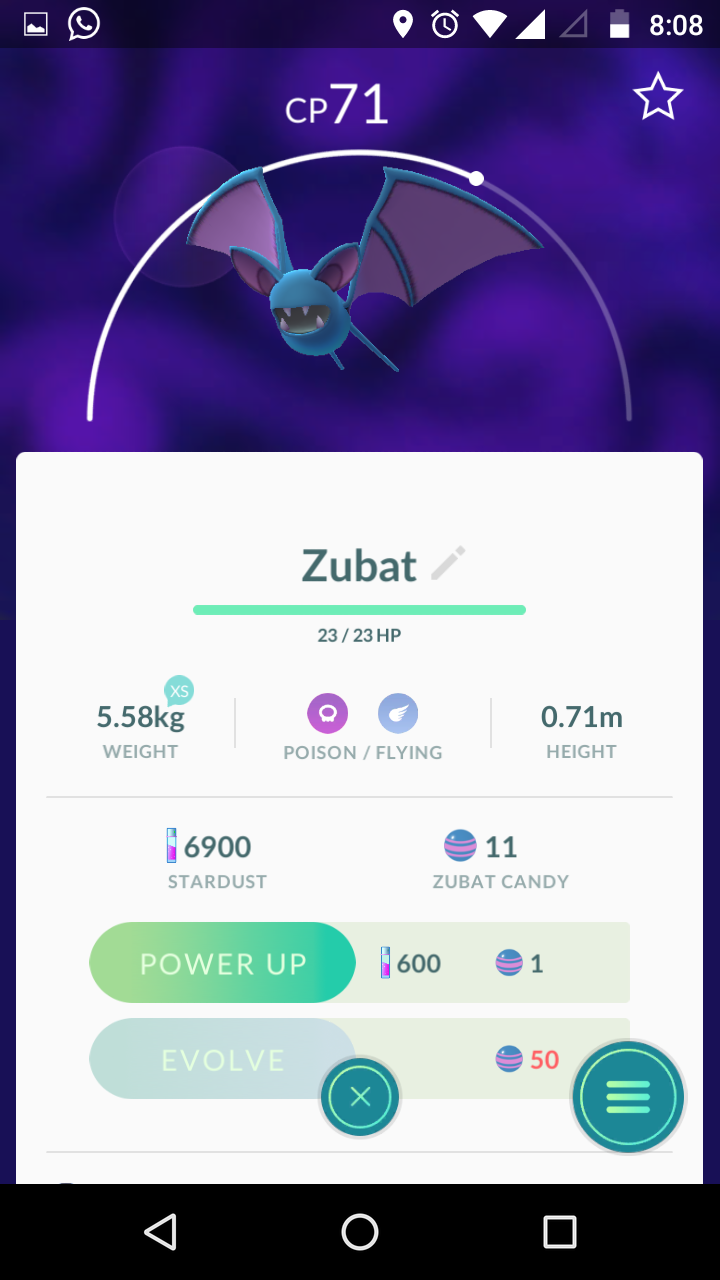 8:08
CP71
Zubat
23 / 23 HP
XS
5.58kg
WEIGHT
POISON / FLYING
0.71m
HEIGHT
6900
STARDUST
11
ZUBAT CANDY
POWER UP 600 1
EVOLVE 50